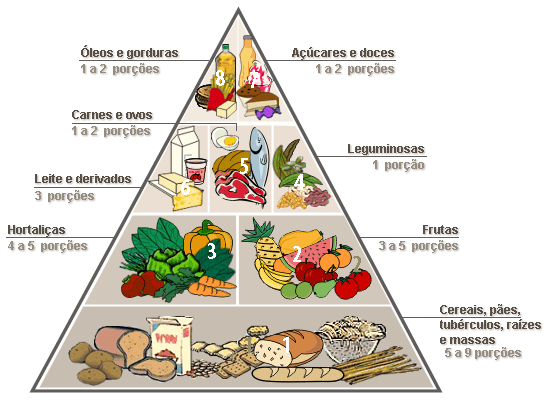 Óleos e gorduras
1 a 2 porções
Açúcares e doces
1 a 2 porções
8
Carnes e ovos
1 a 2 porções
Leguminosas
1 porção
5
4
6
Leite e derivados
3 porções
Hortaliças
4 a 5 porções
3
2
Frutas
3 a 5 porções
Cereais, pães,
tubérculos, raízes
e massas
5 a 9 porções
1